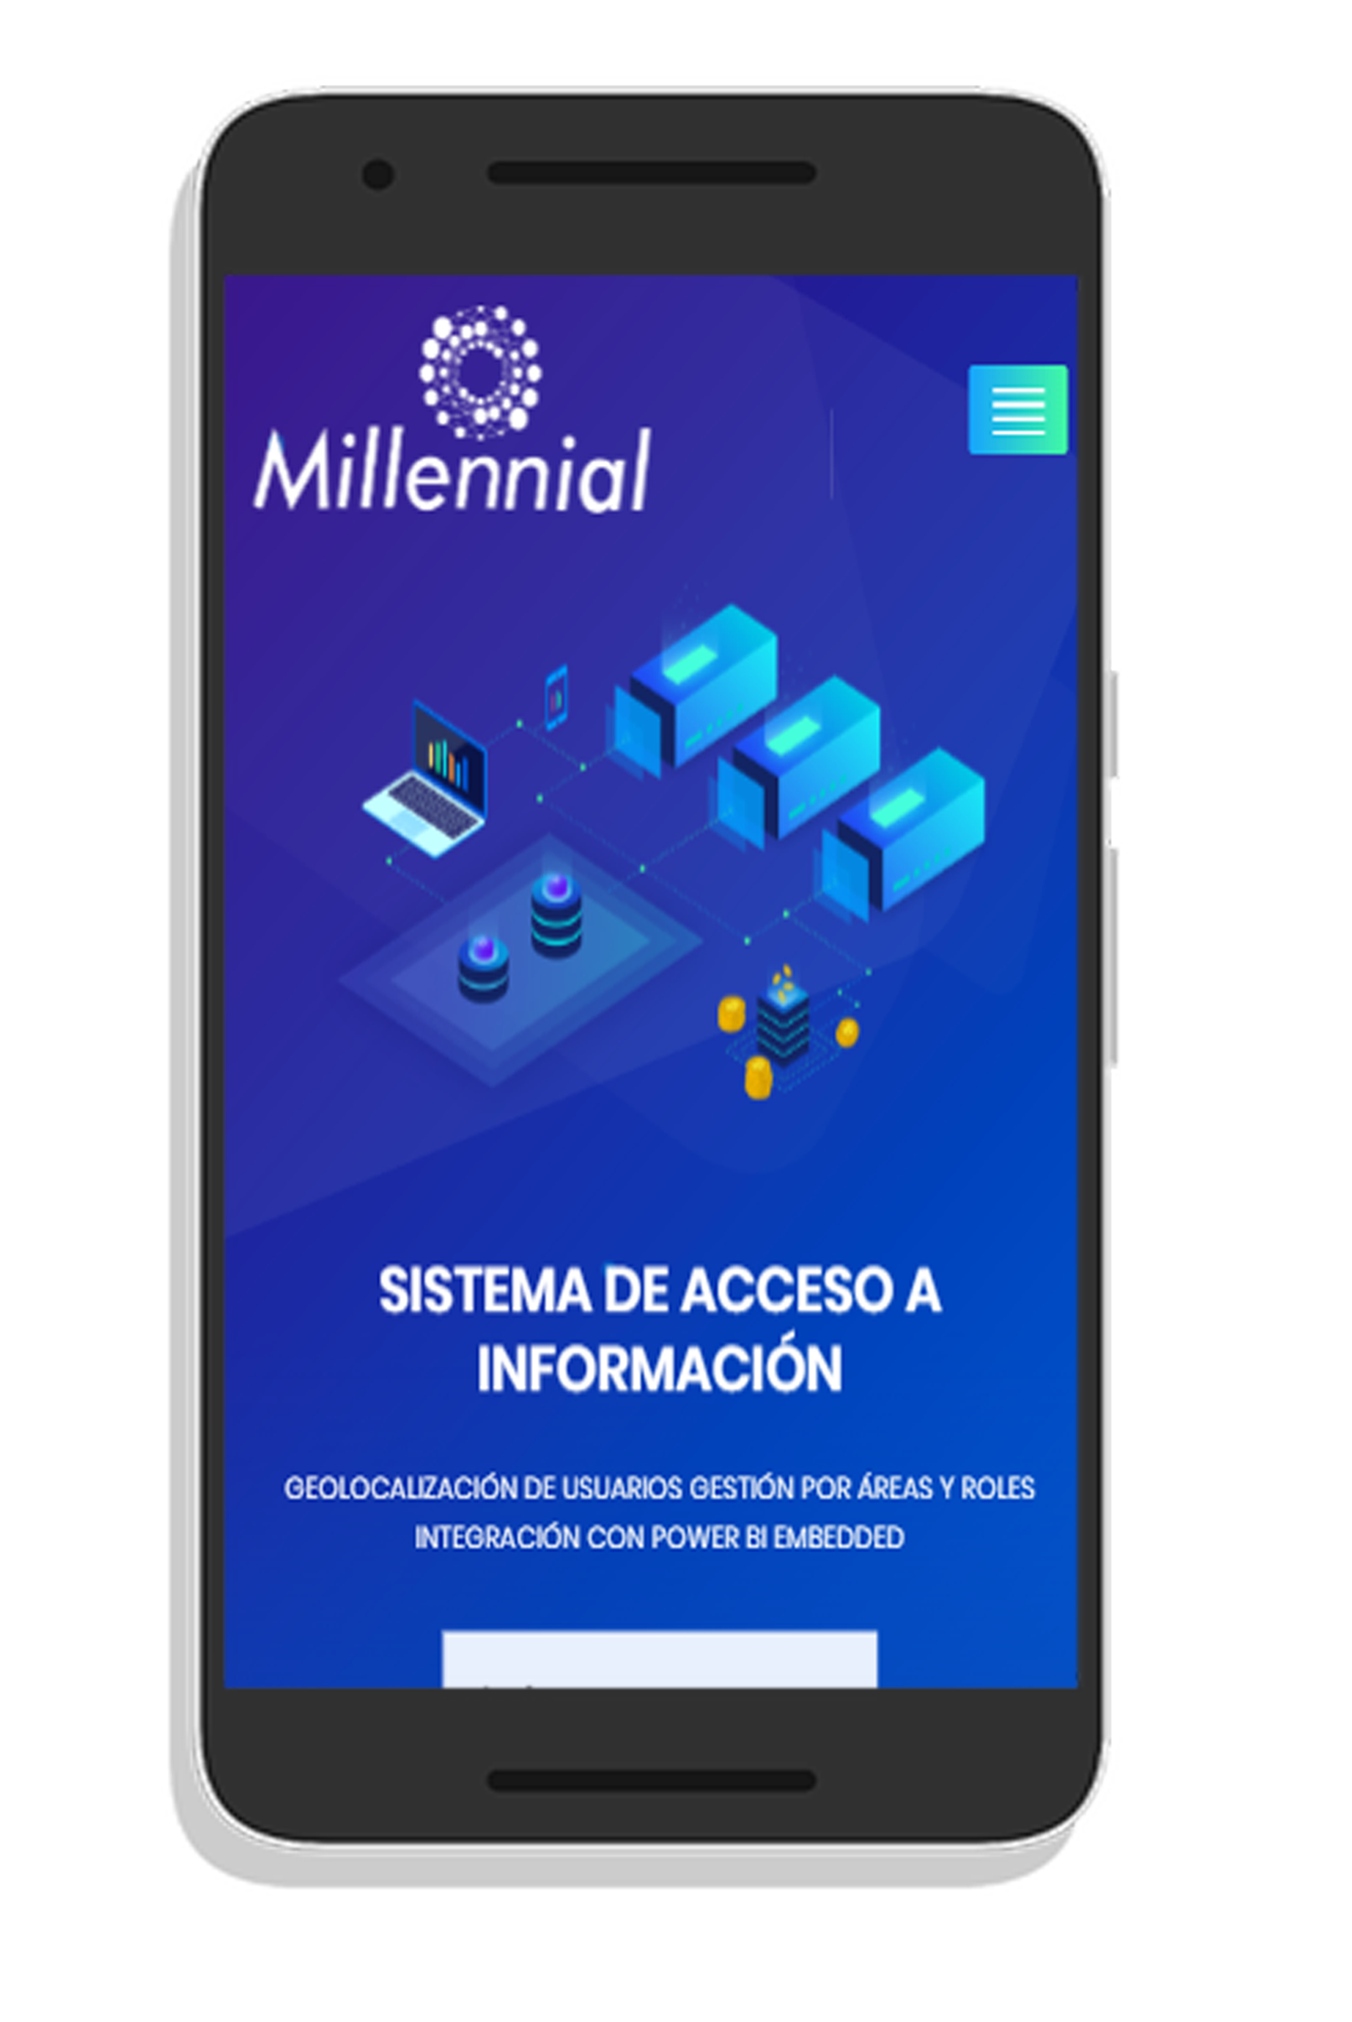 Millennial
SISTEMA DE ACCESO A
INFORMACIÓN
GEOLOCALIZACIÓN DE USUARIOS GESTIÓN POR ÁREAS Y ROLES
INTEGRACIÓN CON POWER BI EMBEDDED